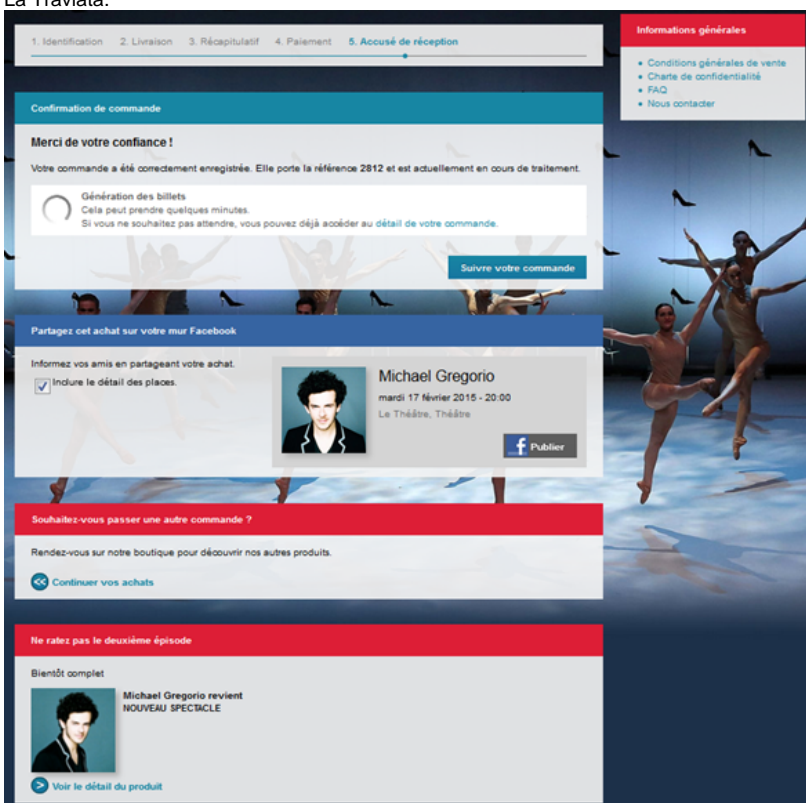 La Traviata.
1. Identification 2. Livraison 3. Récapitulatif 4. Paiement 5. Accusé de réception
Informations générales
• Conditions générales de vente
• Charte de confidentialité
• FAQ
• Nous contacter
Confirmation de commande
Merci de votre confiance !
Votre commande a été correctement enregistrée. Elle porte la référence 2812 et est actuellement en cours de traitement.
Génération des billets
Cela peut prendre quelques minutes.
Si vous ne souhaitez pas attendre, vous pouvez déjà accéder au détail de votre commande.
Suivre votre commande
Partagez cet achat sur votre mur Facebook
Informez vos amis en partageant votre achat.
Inclure le détail des places.
Michael Gregorio
mardi 17 février 2015 - 20:00
Le Théâtre, Théâtre
f Publier
Souhaitez-vous passer une autre commande ?
Rendez-vous sur notre boutique pour découvrir nos autres produits.
Continuer vos achats
Ne ratez pas le deuxième épisode
Bientôt complet
Michael Gregorio revient
NOUVEAU SPECTACLE
Voir le détail du produit